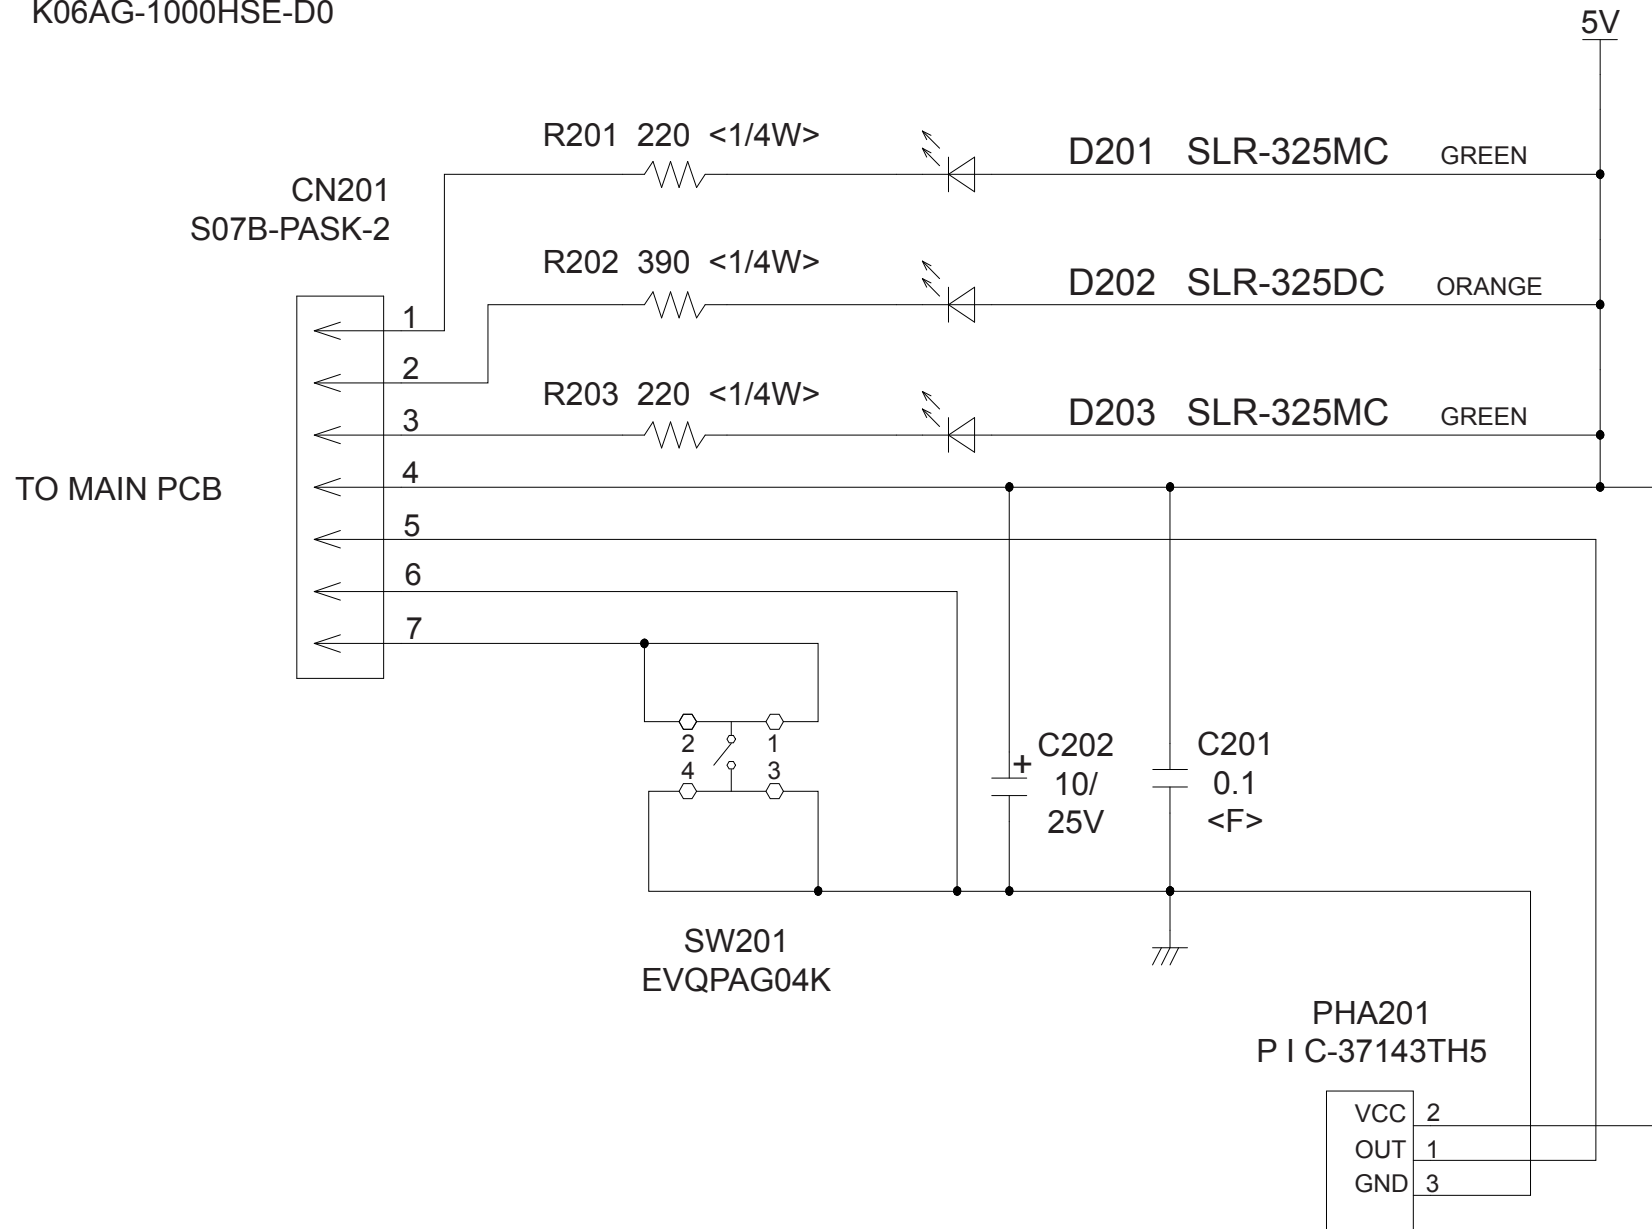 K06AG-1000HSE-D0
5V
R201 220 <1/4W>
D201 SLR-325MC GREEN
CN201
S07B-PASK-2
R202 390 <1/4W>
D202 SLR-325DC ORANGE
1
2
R203 220 <1/4W>
D203 SLR-325MC GREEN
3
TO MAIN PCB
4
5
6
7
2 1
4 3
C202
10/
25V
+
C201
0.1
<F>
SW201
EVQPAG04K
PHA201
P I C-37143TH5
VCC 2
OUT 1
GND 3